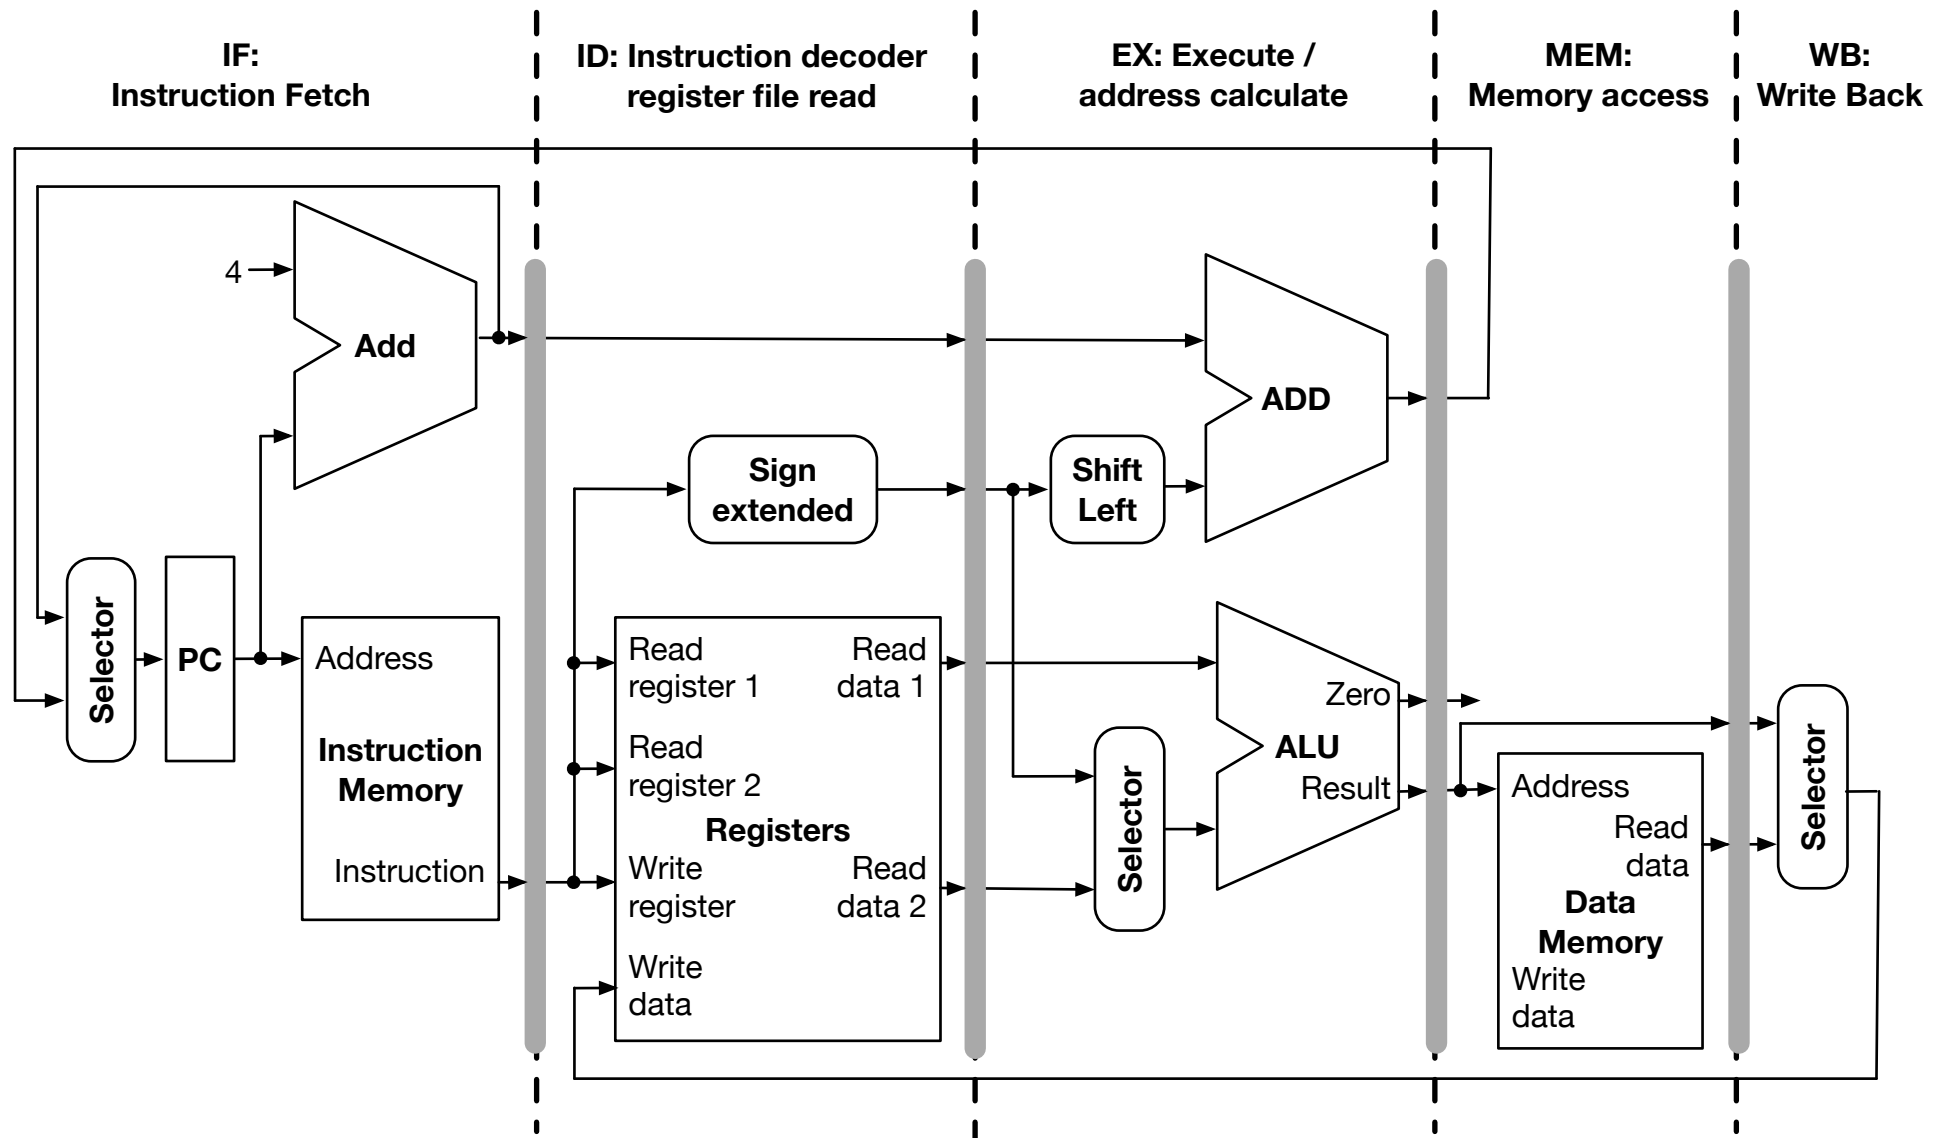 IF:
Instruction Fetch
ID: Instruction decoder
register file read
EX: Execute /
address calculate
MEM:
Memory access
WB:
Write Back
4
Add
ADD
Sign
extended
Shift
Left
Selector
PC
Address
Instruction
Memory
Instruction
Read
register 1
Read
data 1
Read
register 2
Registers
Write
register
Read
data 2
Write
data
Selector
Zero
ALU
Result
Address
Read
data
Data
Memory
Write
data
Selector